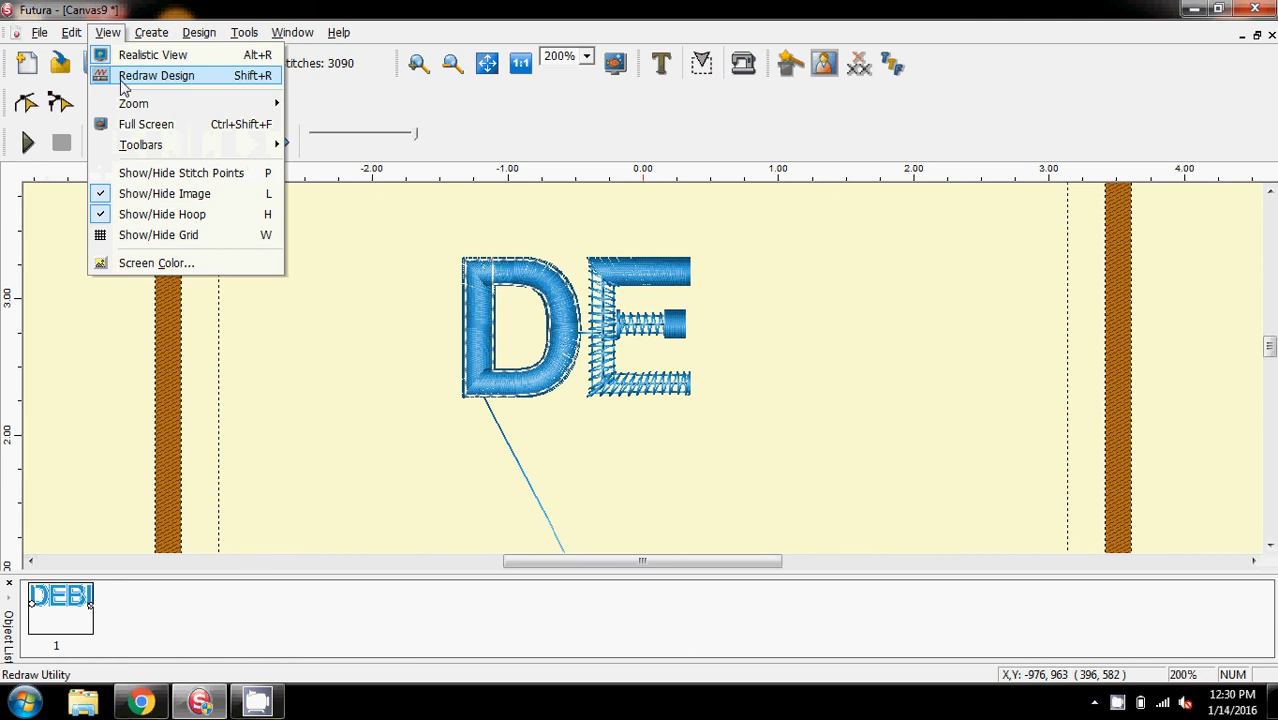 Futura - [Canvas9 *]
File Edit View Create Design Tools Window Help
Realistic View Alt+R
Redraw Design Shift+R
Zoom
Full Screen Ctrl+Shift+F
Toolbars
Show/Hide Stitch Points P
Show/Hide Image L
Show/Hide Hoop H
Show/Hide Grid W
Screen Color...
titches: 3090
200%
1:1
-2.00 -1.00 0.00 1.00 2.00 3.00 4.00
3.00
2.00
DE
DEBI
1
Object List
Redraw Utility
X,Y: -976, 963 ( 396, 582 ) 200% NUM
12:30 PM
1/14/2016